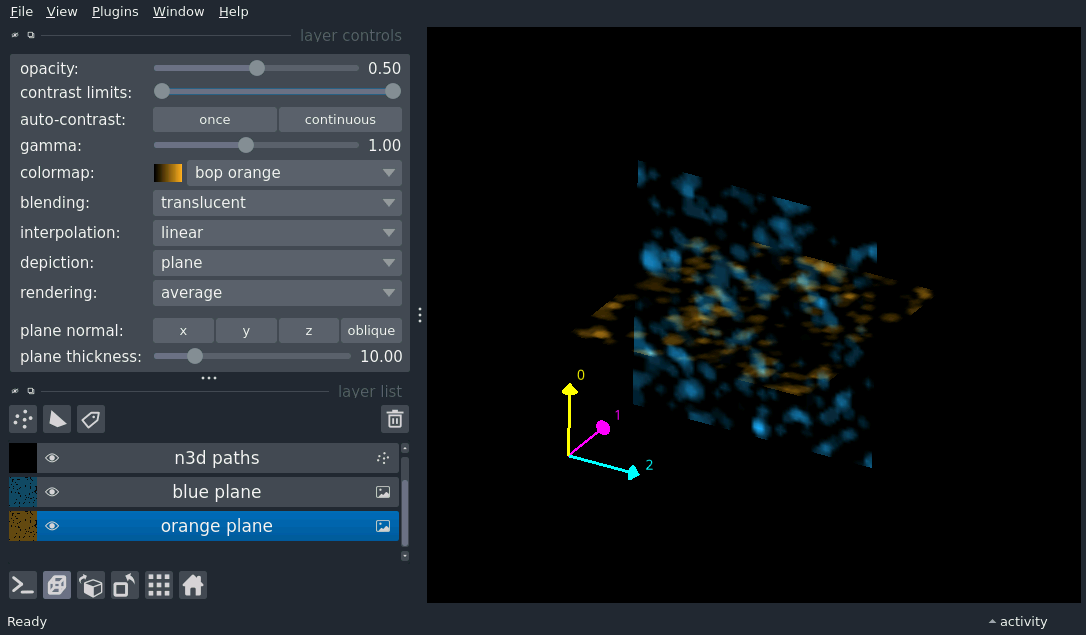 File View Plugins Window Help
layer controls
opacity: 0.50
contrast limits:
auto-contrast: once continuous
gamma: 1.00
colormap: bop orange
blending: translucent
interpolation: linear
depiction: plane
rendering: average
plane normal: x y z oblique
plane thickness: 10.00
layer list
n3d paths
blue plane
orange plane
0
1
2
Ready
activity